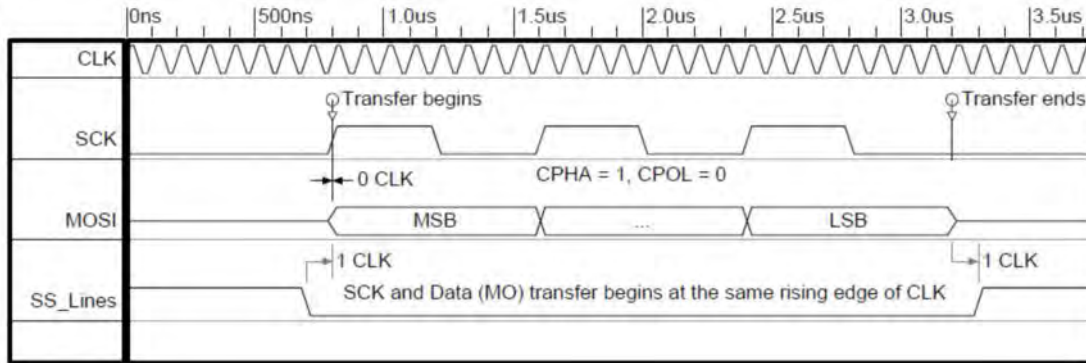 0ns 500ns 1.0us 1.5us 2.0us 2.5us 3.0us 3.5us
CLK
Transfer begins Transfer ends
SCK
0 CLK CPHA = 1, CPOL = 0
MOSI MSB ... LSB
1 CLK 1 CLK
SS_Lines SCK and Data (MO) transfer begins at the same rising edge of CLK